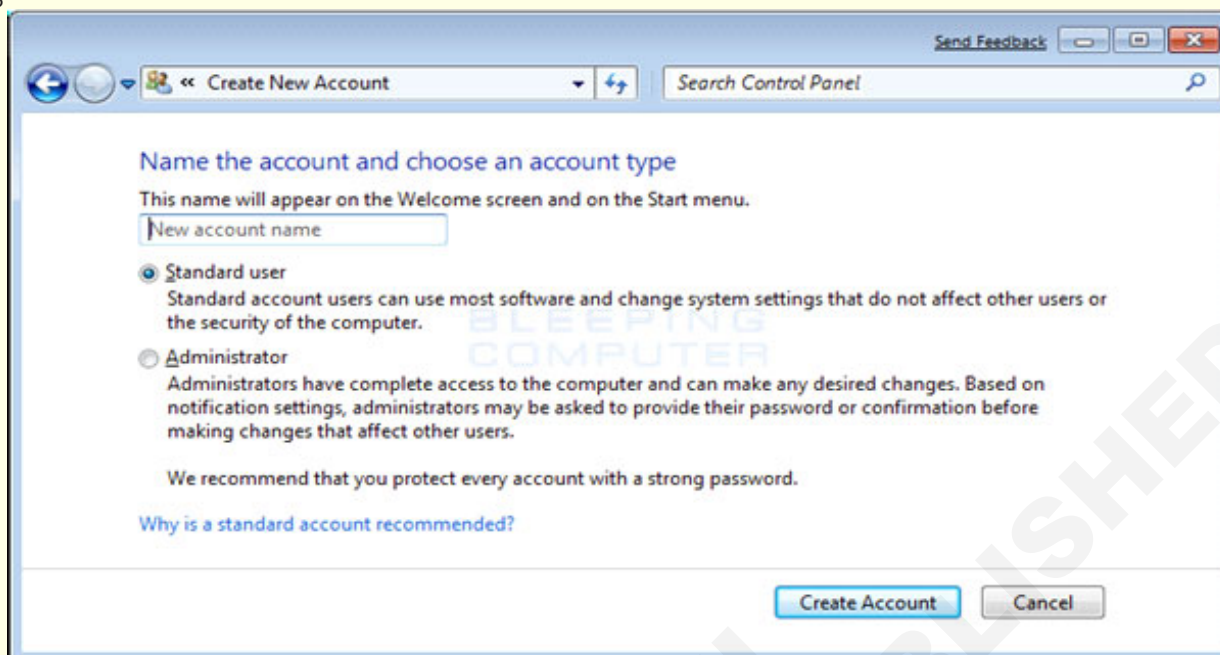 Send Feedback
« Create New Account
Search Control Panel
Name the account and choose an account type
This name will appear on the Welcome screen and on the Start menu.
New account name
Standard user
Standard account users can use most software and change system settings that do not affect other users or
the security of the computer.
BLEEPING
COMPUTER
Administrator
Administrators have complete access to the computer and can make any desired changes. Based on
notification settings, administrators may be asked to provide their password or confirmation before
making changes that affect other users.
We recommend that you protect every account with a strong password.
Why is a standard account recommended?
Create Account
Cancel